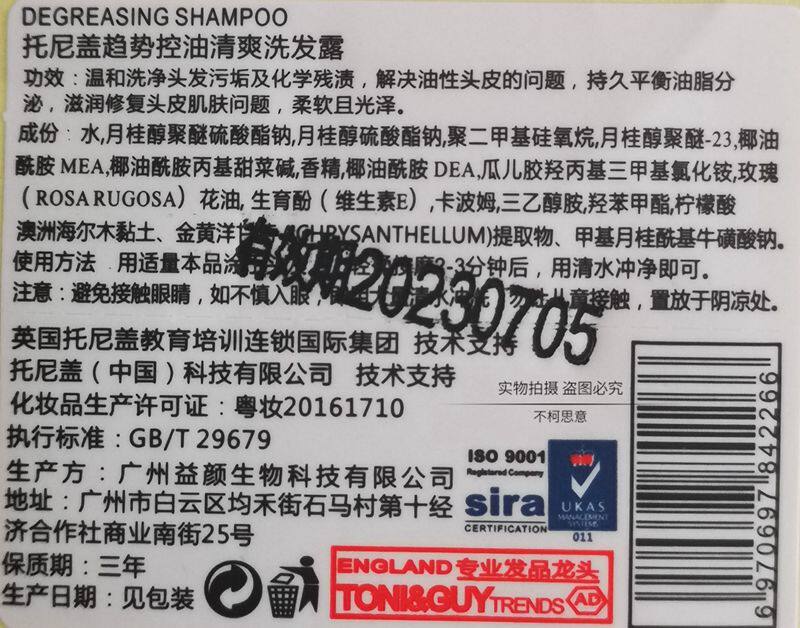 DEGREASING SHAMPOO
托尼盖趋势控油清爽洗发露
功效：温和洗净头发污垢及化学残渍，解决油性头皮的问题，持久平衡油脂分
泌，滋润修复头皮肌肤问题，柔软且光泽。
成份：水,月桂醇聚醚硫酸酯钠,月桂醇硫酸酯钠,聚二甲基硅氧烷,月桂醇聚醚-23,椰油
酰胺 MEA,椰油酰胺丙基甜菜碱,香精,椰油酰胺 DEA,瓜儿胶羟丙基三甲基氯化铵,玫瑰
（ROSA RUGOSA）花油, 生育酚（维生素E）,卡波姆,三乙醇胺,羟苯甲酯,柠檬酸
澳洲海尔木黏土、金黄洋甘 CHRYSANTHELLUM)提取物、甲基月桂酰基牛磺酸钠。
有效期20230705
使用方法 用适量本品涂 轻 按摩2-3分钟后，用清水冲净即可。
注意：避免接触眼睛，如不慎入眼， 清水冲洗 勿让儿童接触，置放于阴凉处。
英国托尼盖教育培训连锁国际集团 技术支持
托尼盖（中国）科技有限公司 技术支持
实物拍摄 盗图必究
不柯思意
化妆品生产许可证：粤妆20161710
执行标准：GB/T 29679
生产方：广州益颜生物科技有限公司
地址：广州市白云区均禾街石马村第十经
济合作社商业南街25号
保质期：三年
生产日期：见包装
ISO 9001
Registered Company
sira
CERTIFICATION
UKAS
MANAGEMENT
SYSTEMS
011
ENGLAND 专业发品龙头
TONI&GUY TRENDS AD
6 970697 842266